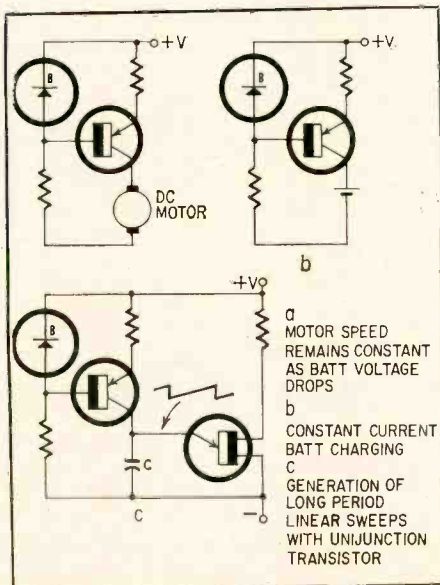 +V
+V
B
B
DC
MOTOR
b
+V
B
C
C
−
a
MOTOR SPEED
REMAINS CONSTANT
AS BATT VOLTAGE
DROPS
b
CONSTANT CURRENT
BATT CHARGING
C
GENERATION OF
LONG PERIOD
LINEAR SWEEPS
WITH UNIJUNCTION
TRANSISTOR